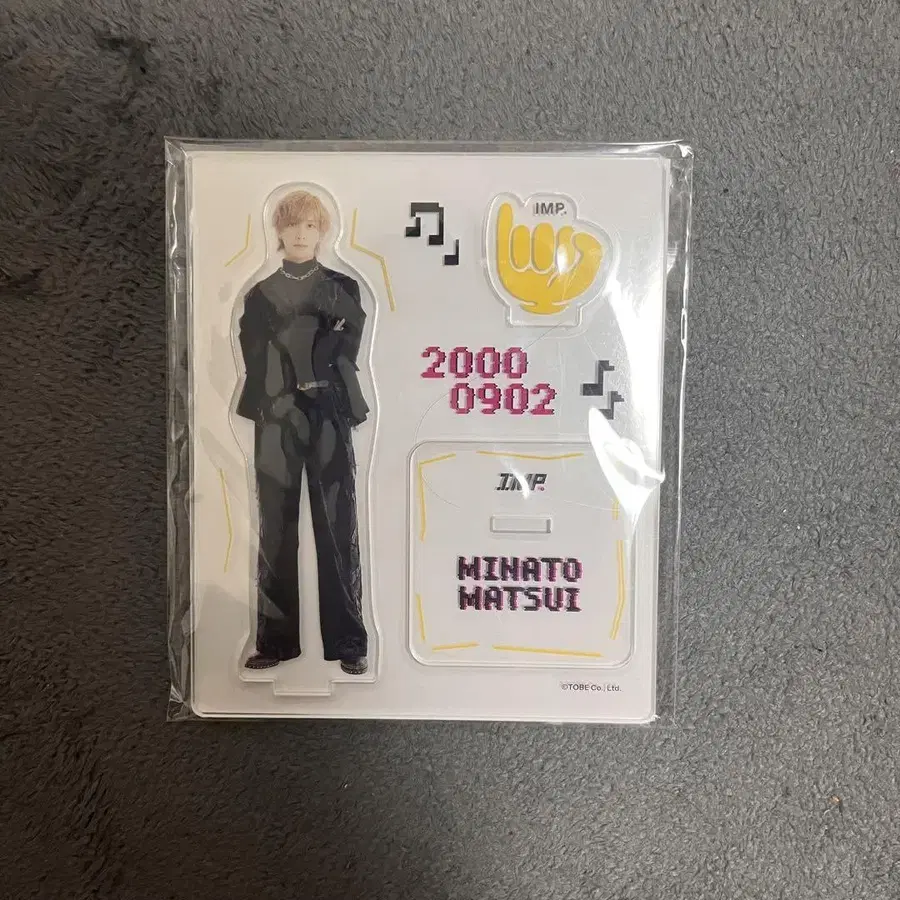 IMP.
2000
0902
IMP.
MINATO
MATSUI
©TOBE Co., Ltd.